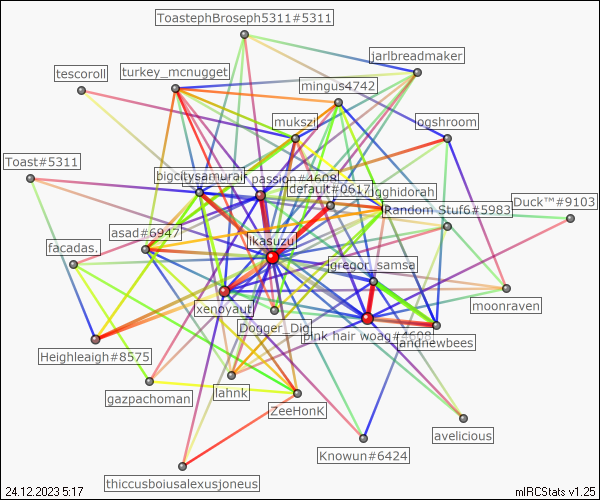 ToastephBroseph5311#5311
jarlbreadmaker
tescoroll
turkey_mcnugget
mingus4742
mukszi
ogshroom
Toast#5311
bigcitysamurai
passion#4608
default#0617
gghidorah
Duck™#9103
Random Stuf6#5983
asad#6947
ikasuzu
facadas.
gregor_samsa
xenoyaut
moonraven
Dogger_Dig
pink hair woag#4608
andnewbees
Heighleaigh#8575
gazpachoman
lahnk
ZeeHonK
avelicious
Knowun#6424
thiccusboiusalexusjoneus
24.12.2023 5:17
mIRCStats v1.25